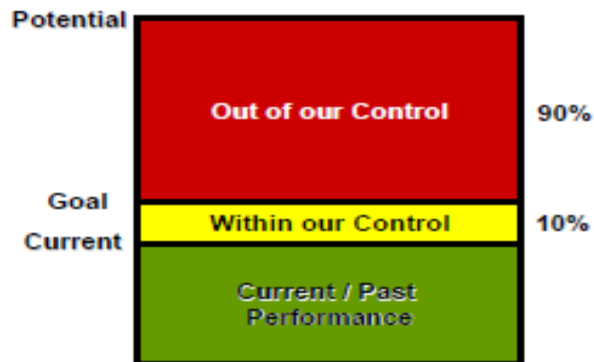 Potential
Out of our Control
90%
Goal
Within our Control
10%
Current
Current / Past
Performance